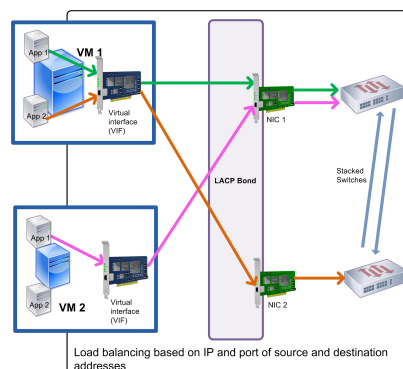 App 1
VM 1
App 2
Virtual
interface
(VIF)
NIC 1
LACP Bond
Stacked
Switches
App 1
App 2
VM 2
Virtual
interface
(VIF)
NIC 2
Load balancing based on IP and port of source and destination
addresses